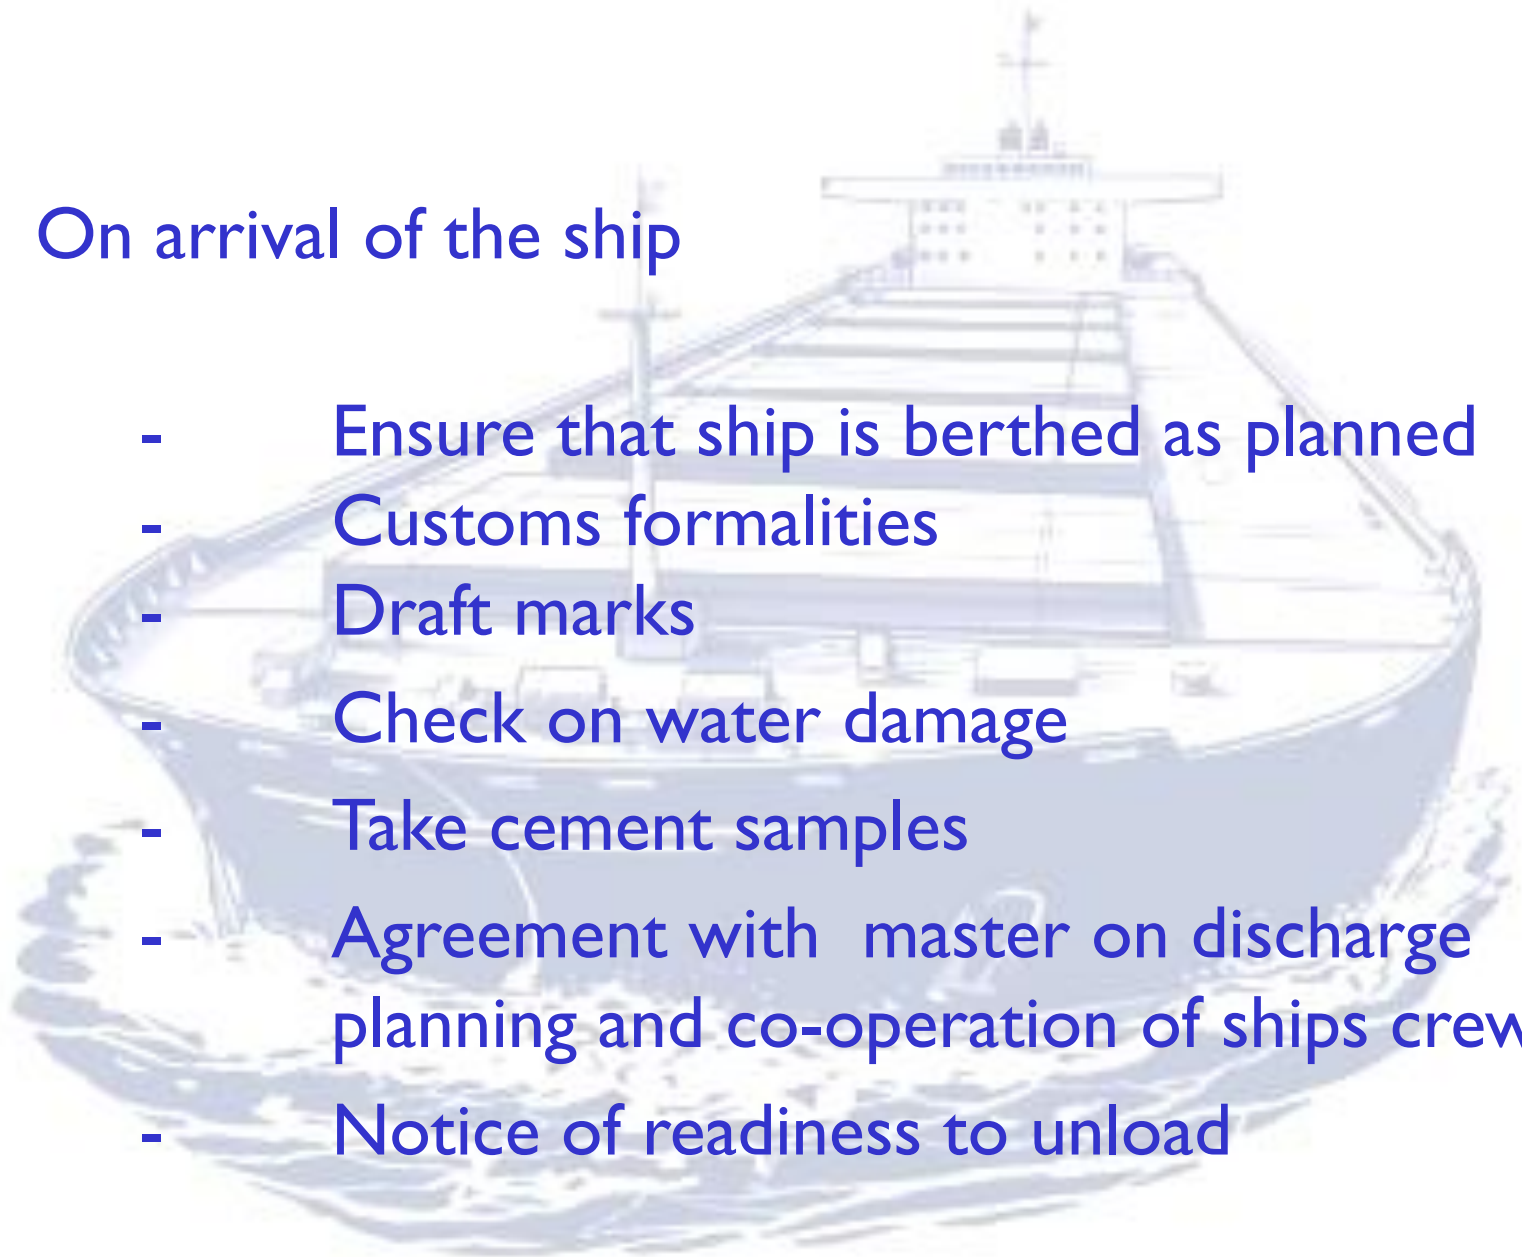 On arrival of the ship
- Ensure that ship is berthed as planned
- Customs formalities
- Draft marks
- Check on water damage
- Take cement samples
- Agreement with master on discharge
planning and co-operation of ships crew
- Notice of readiness to unload